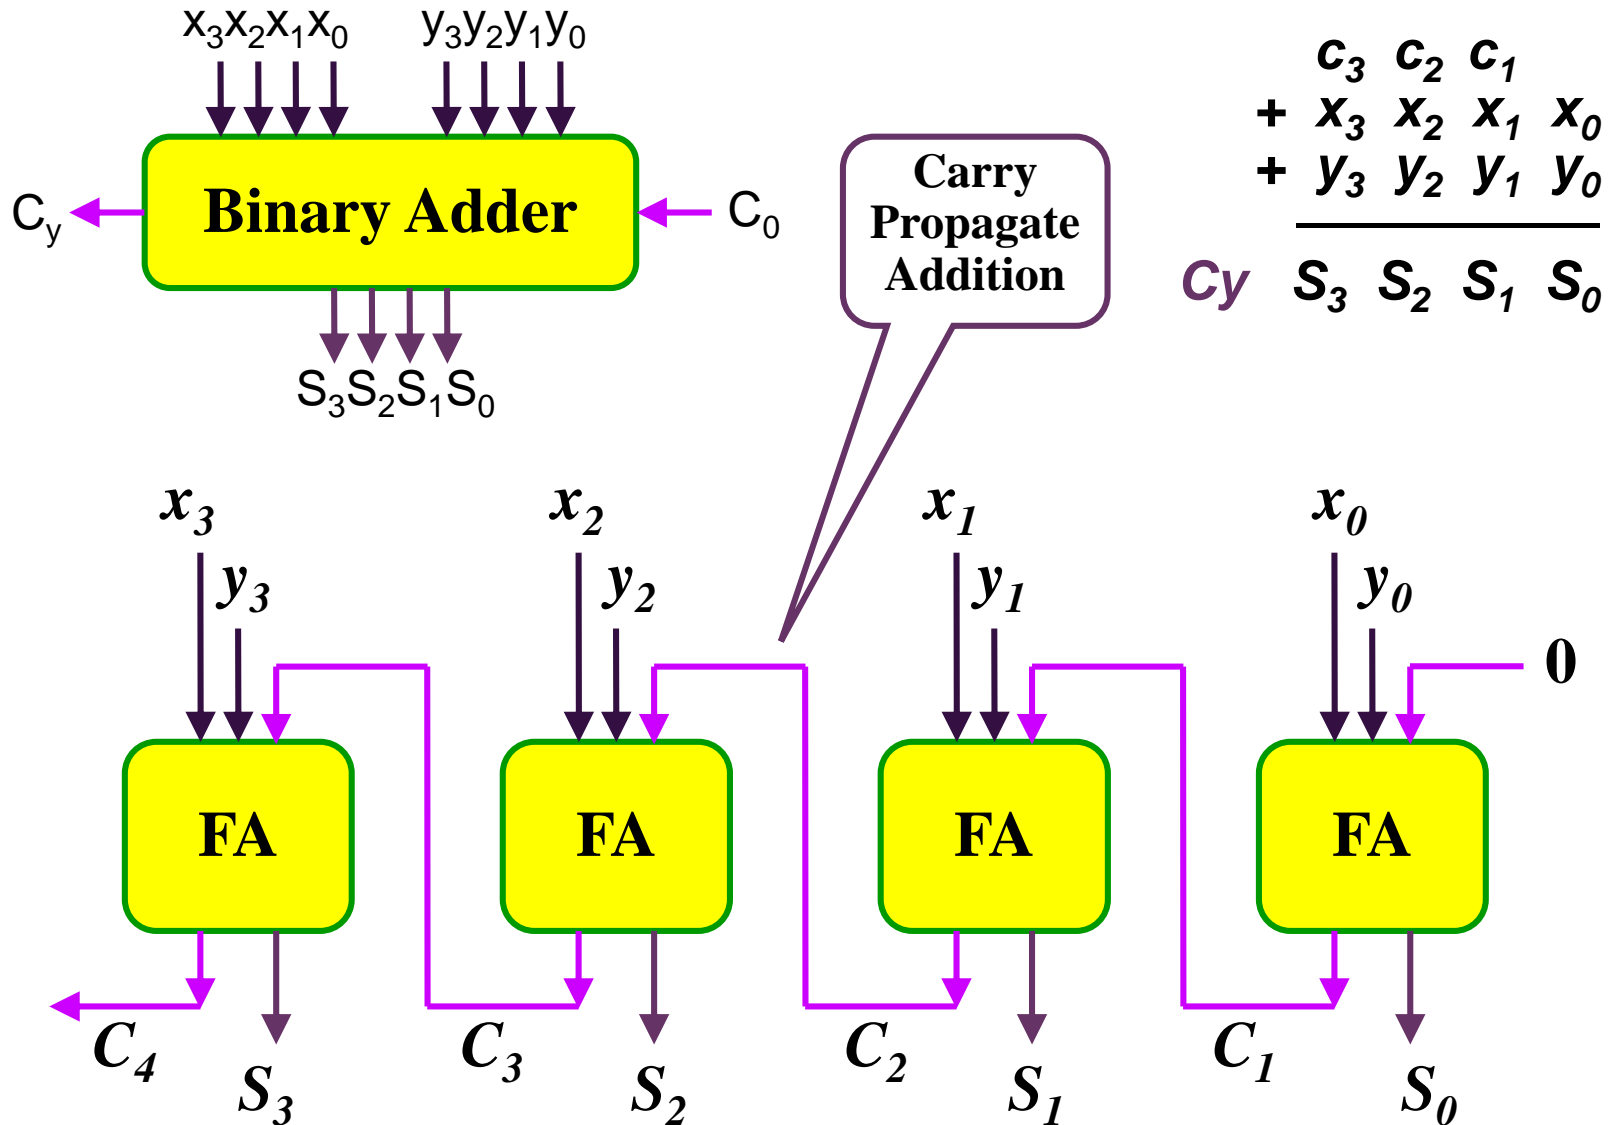 x₃x₂x₁x₀ y₃y₂y₁y₀
Cy Binary Adder C₀
S₃S₂S₁S₀
Carry
Propagate
Addition
c₃ c₂ c₁
+ x₃ x₂ x₁ x₀
+ y₃ y₂ y₁ y₀
Cy S₃ S₂ S₁ S₀
x₃ x₂ x₁ x₀
y₃ y₂ y₁ y₀
0
FA FA FA FA
C₄ C₃ C₂ C₁
S₃ S₂ S₁ S₀